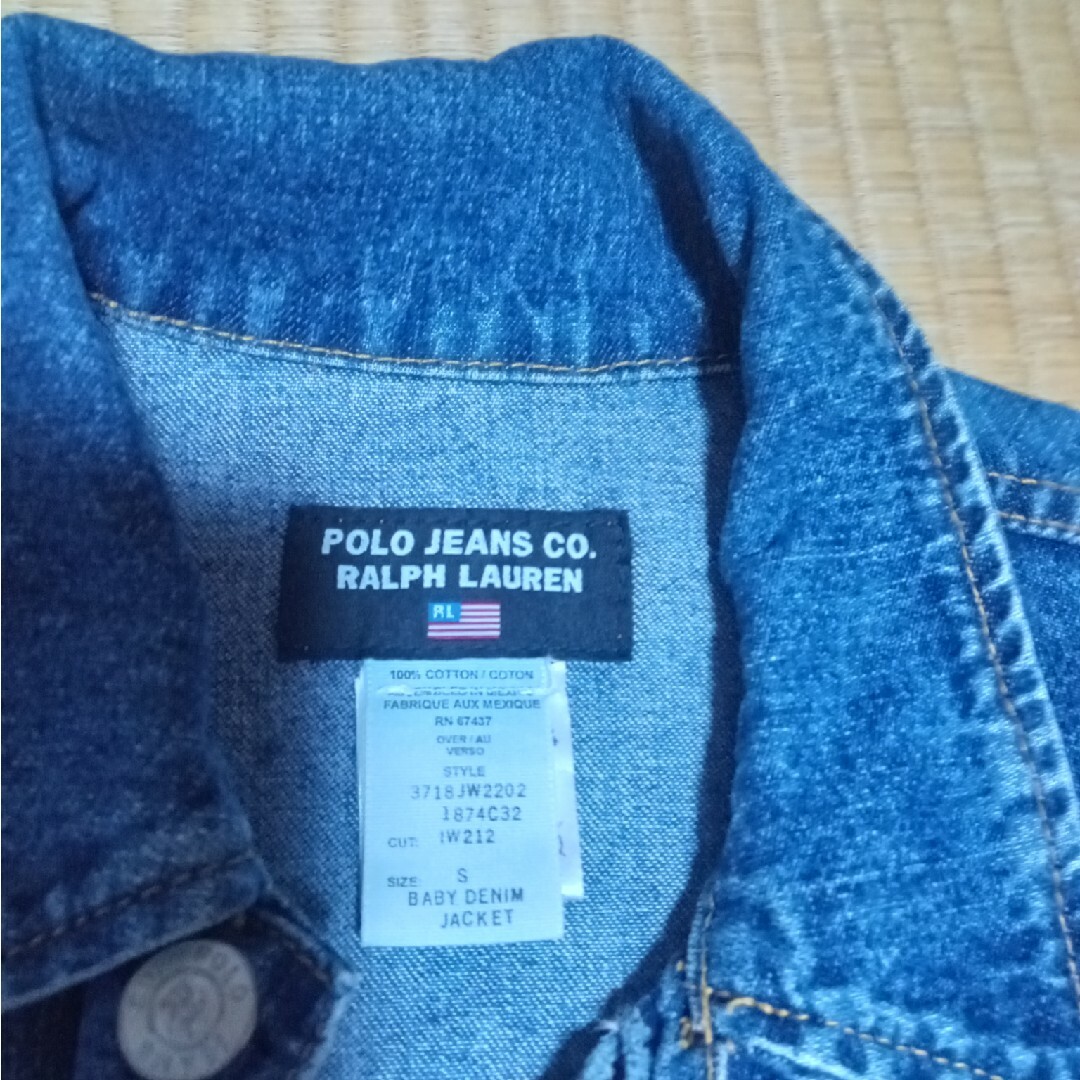 POLO JEANS CO.
RALPH LAUREN
RL
100% COTTON / COTON
FABRIQUE AUX MEXIQUE
RN 67437
OVER / AU
VERSO
STYLE
3718JW2202
1874C32
CUT: IW212
SIZE: S
BABY DENIM
JACKET